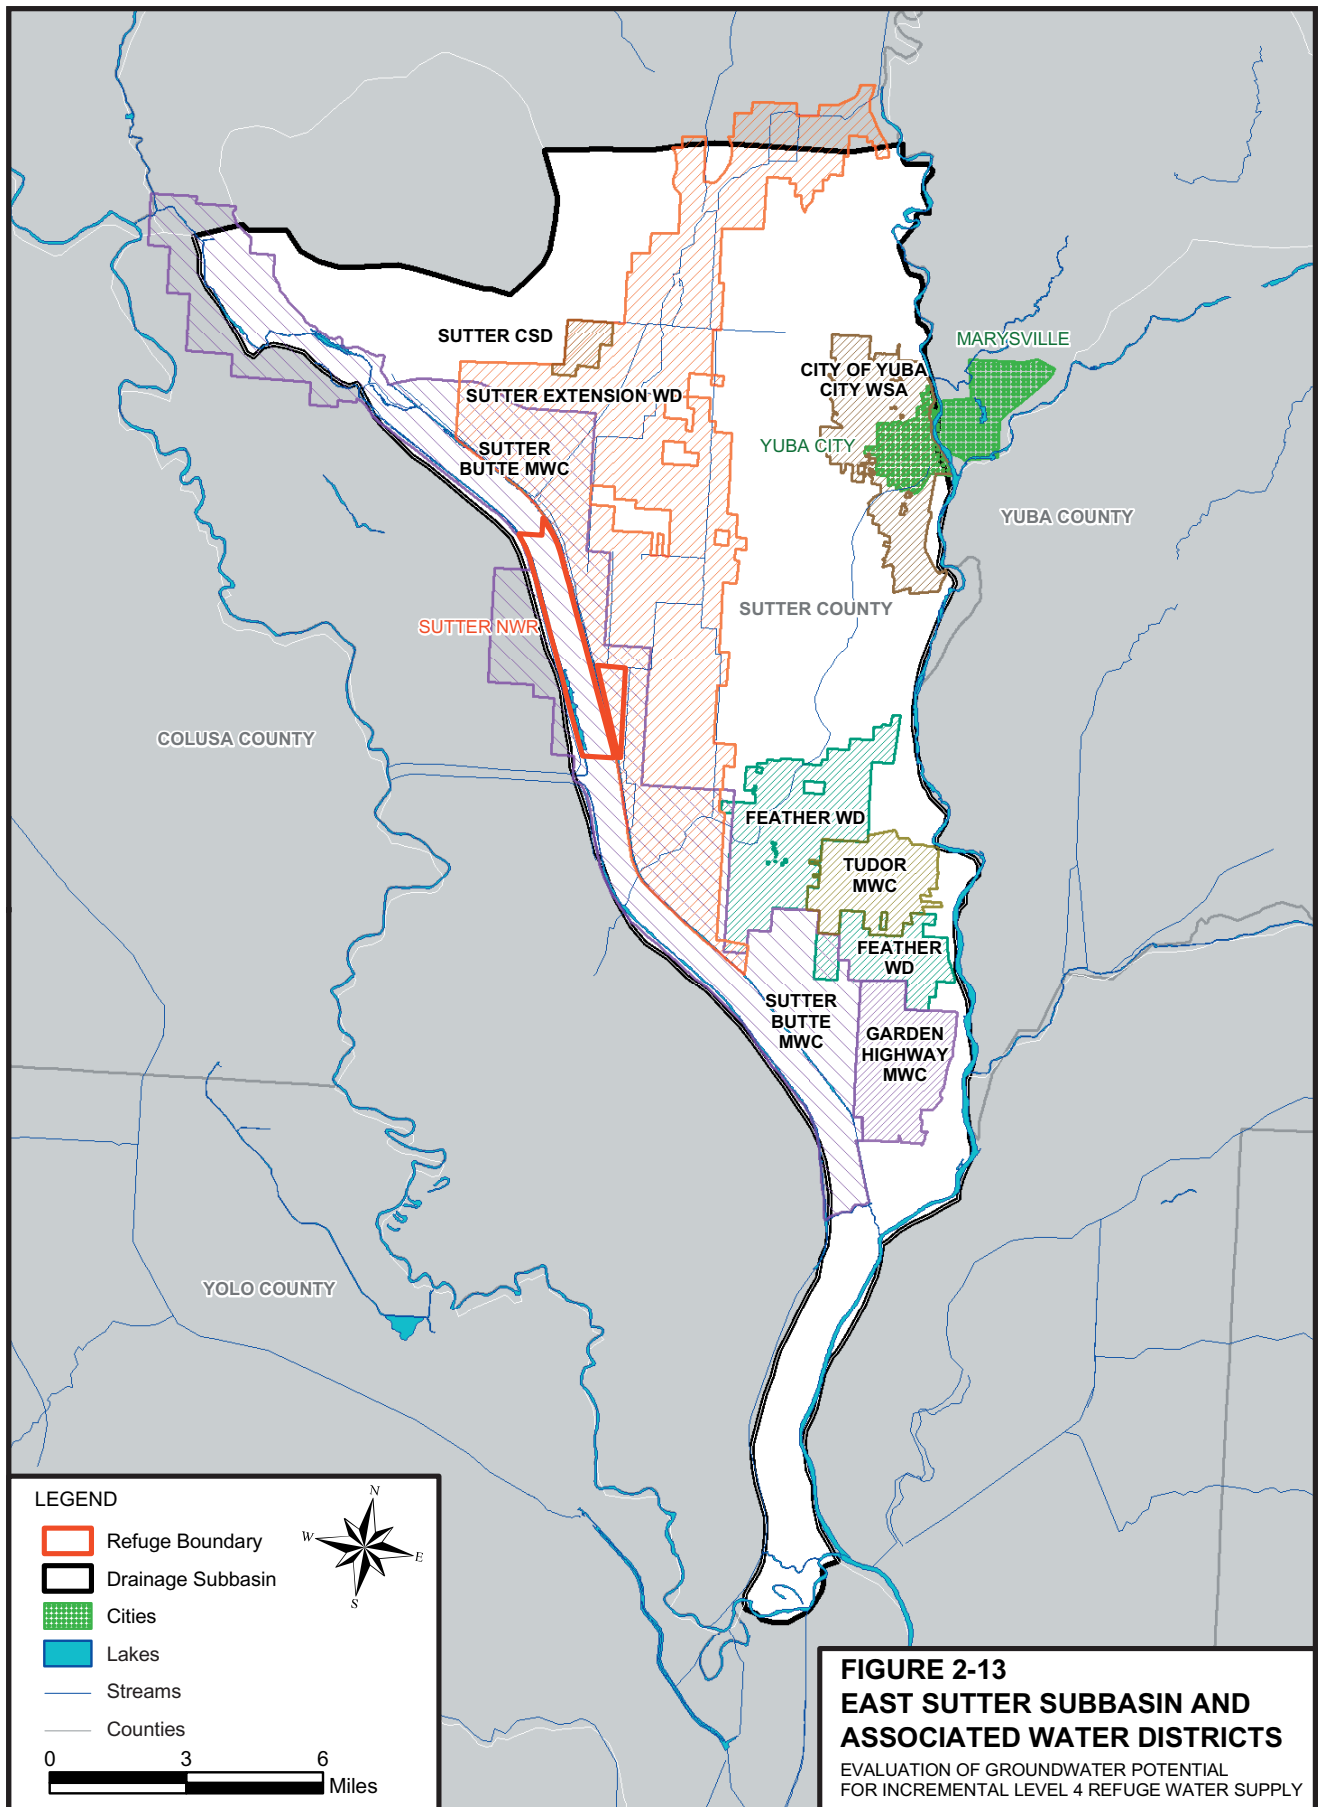 SUTTER CSD
MARYSVILLE
CITY OF YUBA
CITY WSA
SUTTER EXTENSION WD
YUBA CITY
SUTTER
BUTTE MWC
YUBA COUNTY
SUTTER COUNTY
SUTTER NWR
COLUSA COUNTY
FEATHER WD
TUDOR
MWC
FEATHER
WD
SUTTER
BUTTE
MWC
GARDEN
HIGHWAY
MWC
YOLO COUNTY
LEGEND
Refuge Boundary
Drainage Subbasin
Cities
Lakes
Streams
Counties
N
W
E
S
0 3 6
Miles
FIGURE 2-13
EAST SUTTER SUBBASIN AND
ASSOCIATED WATER DISTRICTS
EVALUATION OF GROUNDWATER POTENTIAL
FOR INCREMENTAL LEVEL 4 REFUGE WATER SUPPLY